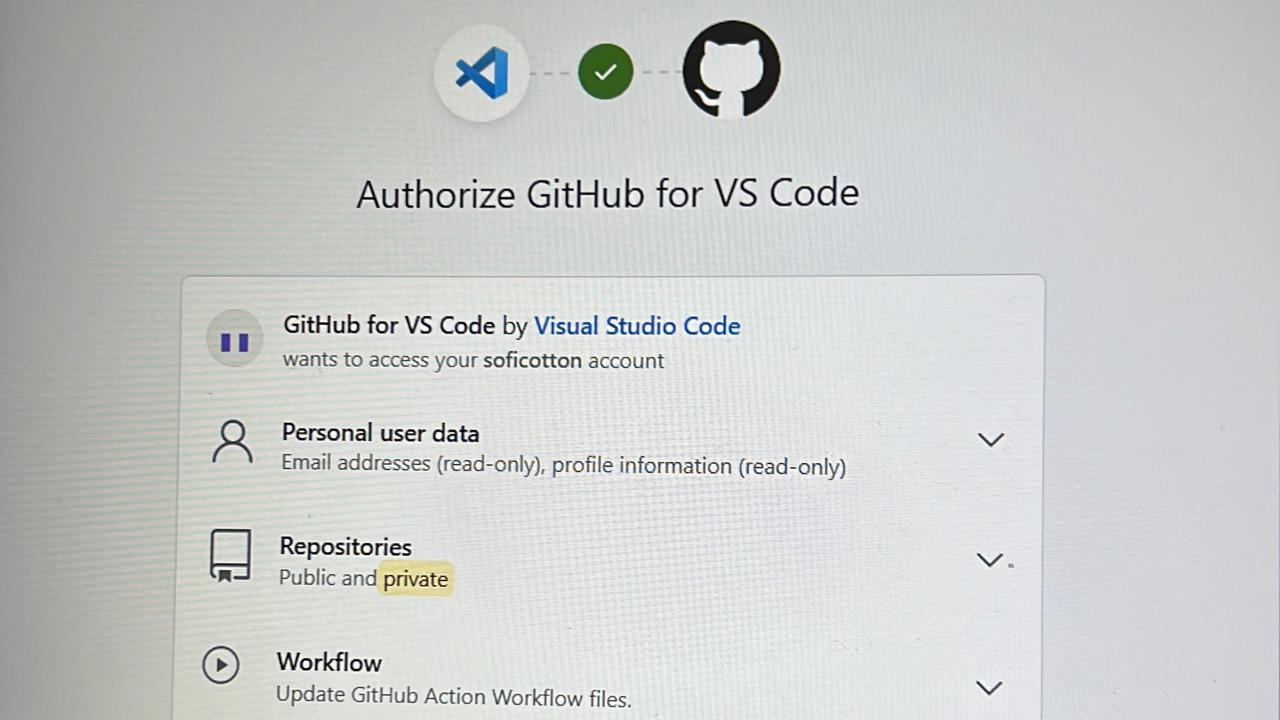 Authorize GitHub for VS Code
GitHub for VS Code by Visual Studio Code
wants to access your soficotton account
Personal user data
Email addresses (read-only), profile information (read-only)
Repositories
Public and private
Workflow
Update GitHub Action Workflow files.